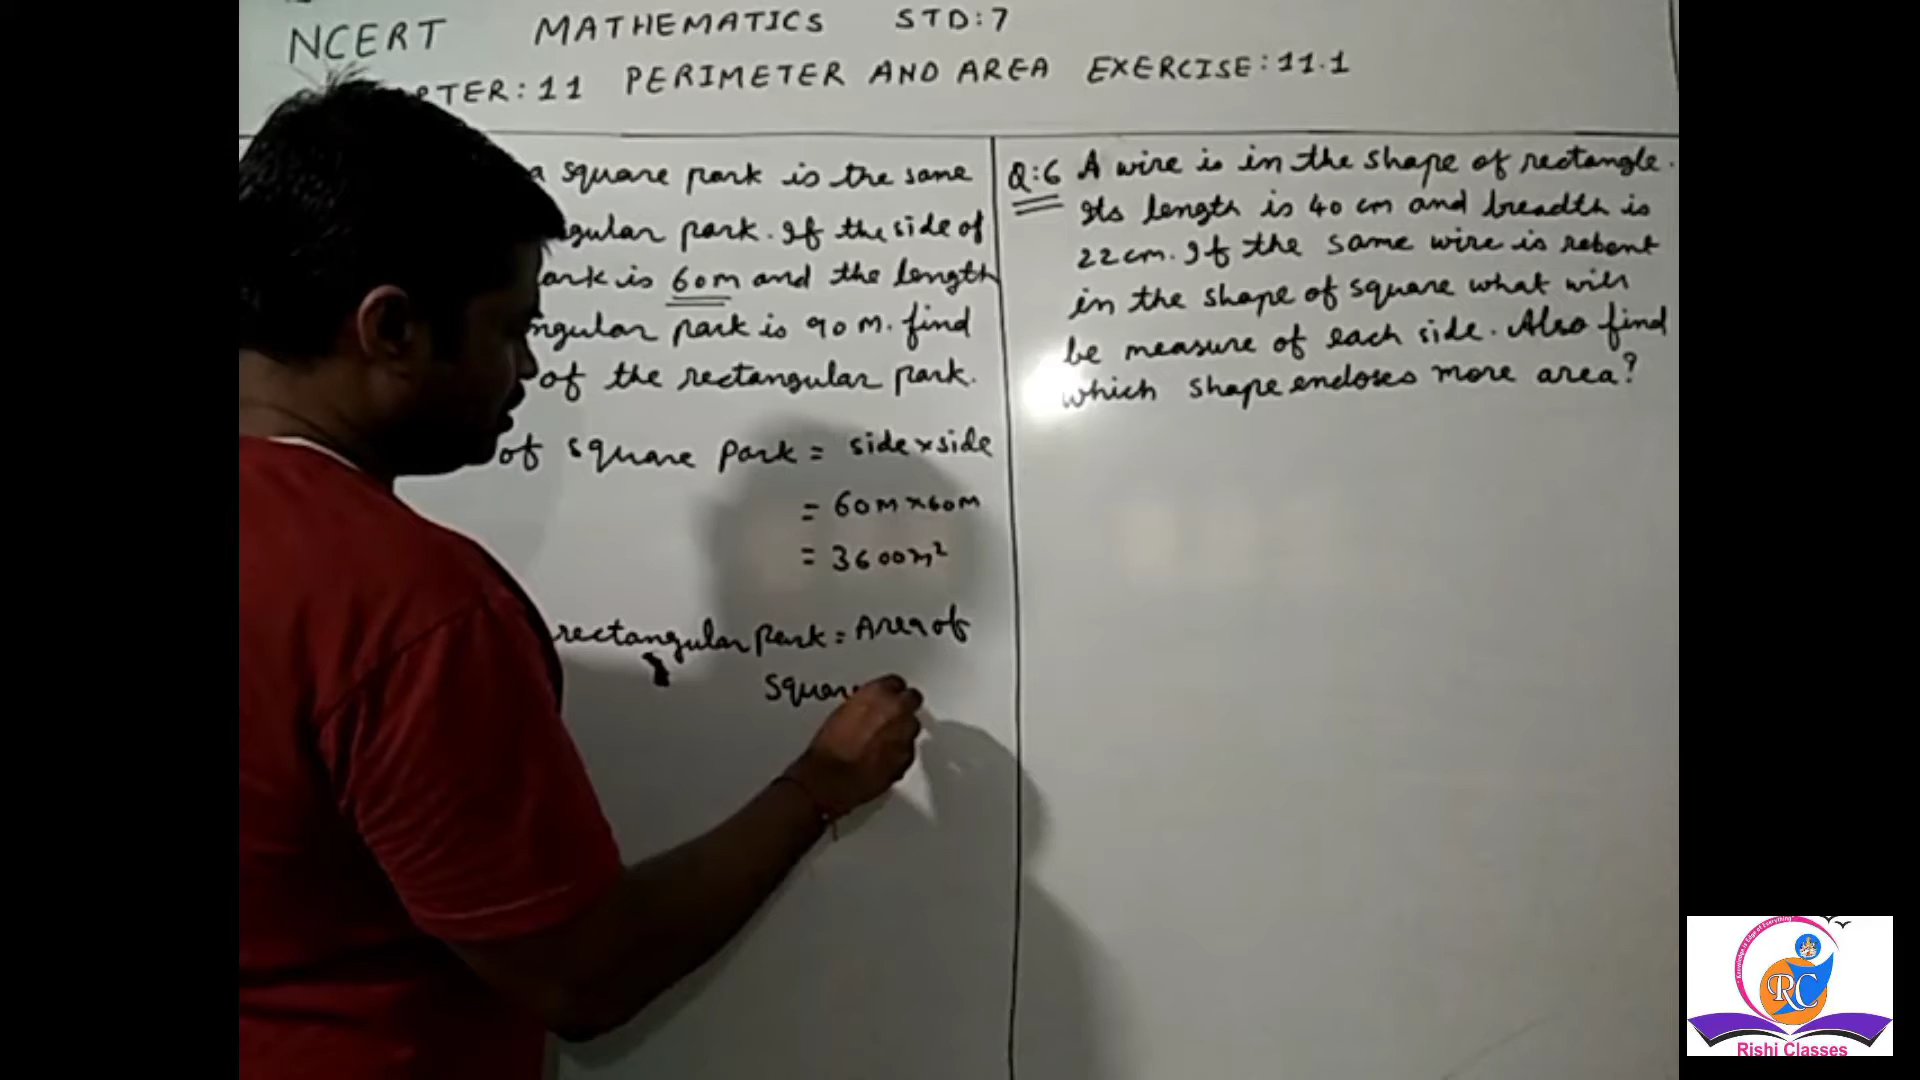 NCERT MATHEMATICS STD:7
PTER:11 PERIMETER AND AREA EXERCISE:11.1
a square park is the same
gular park. If the side of
ark is 60m and the length
ngular park is 90 m. find
of the rectangular park.
of square park = side × side
= 60m × 60m
= 3600m²
rectangular park = Area of
Squar
Q:6 A wire is in the shape of rectangle.
Its length is 40 cm and breadth is
22cm. If the same wire is rebent
in the shape of square what will
be measure of each side. Also find
which shape encloses more area?
RC
Rishi Classes